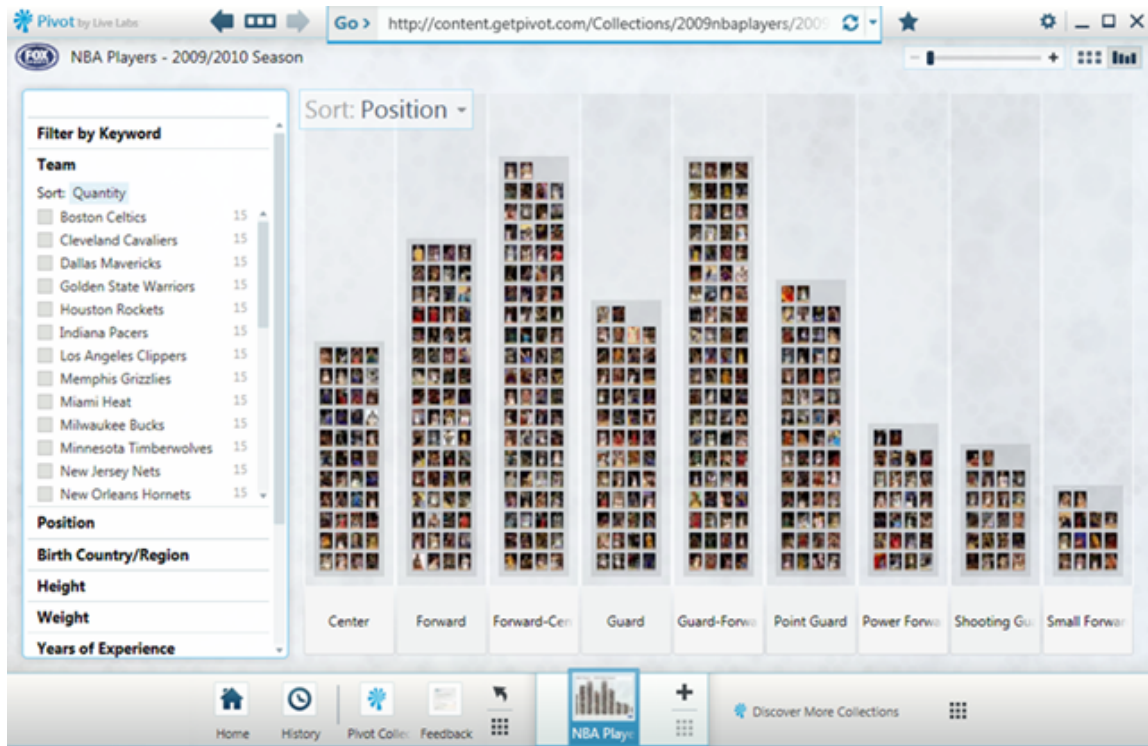 Pivot by Live Labs
Go > http://content.getpivot.com/Collections/2009nbaplayers/2009
FOX NBA Players - 2009/2010 Season
Sort: Position
Filter by Keyword
Team
Sort: Quantity
Boston Celtics 15
Cleveland Cavaliers 15
Dallas Mavericks 15
Golden State Warriors 15
Houston Rockets 15
Indiana Pacers 15
Los Angeles Clippers 15
Memphis Grizzlies 15
Miami Heat 15
Milwaukee Bucks 15
Minnesota Timberwolves 15
New Jersey Nets 15
New Orleans Hornets 15
Position
Birth Country/Region
Height
Weight
Years of Experience
Center Forward Forward-Cen Guard Guard-Forwa Point Guard Power Forwa Shooting Gu Small Forwar
Home History Pivot Collec Feedback NBA Playe
Discover More Collections